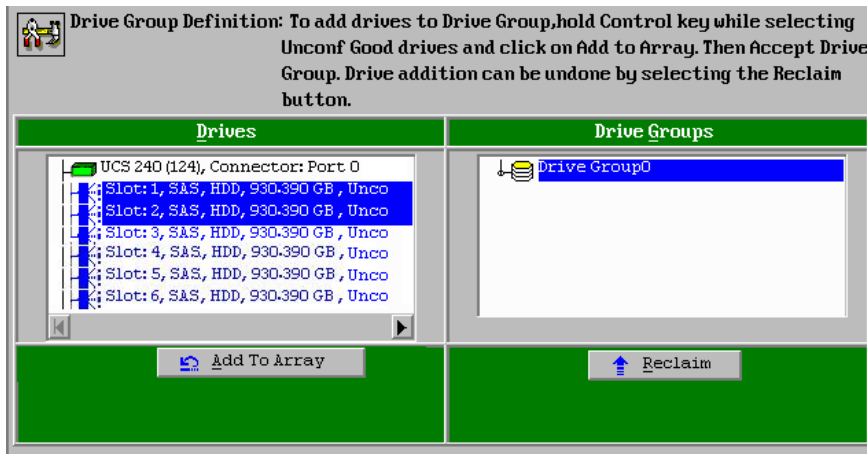 Drive Group Definition: To add drives to Drive Group,hold Control key while selecting
Unconf Good drives and click on Add to Array. Then Accept Drive
Group. Drive addition can be undone by selecting the Reclaim
button.
Drives
Drive Groups
UCS 240 (124), Connector: Port 0
Slot: 1, SAS, HDD, 930.390 GB , Unco
Slot: 2, SAS, HDD, 930.390 GB , Unco
Slot: 3, SAS, HDD, 930.390 GB , Unco
Slot: 4, SAS, HDD, 930.390 GB , Unco
Slot: 5, SAS, HDD, 930.390 GB , Unco
Slot: 6, SAS, HDD, 930.390 GB , Unco
Drive Group0
Add To Array
Reclaim